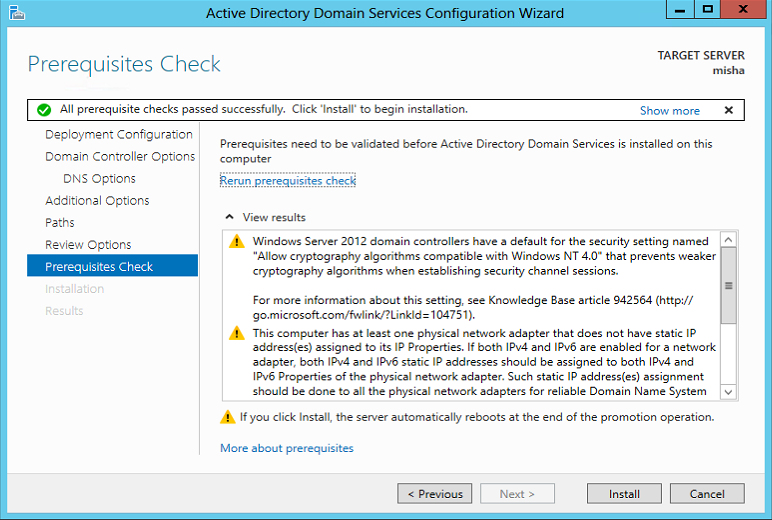 Active Directory Domain Services Configuration Wizard
Prerequisites Check
TARGET SERVER
misha
All prerequisite checks passed successfully.  Click 'Install' to begin installation.
Show more
Deployment Configuration
Domain Controller Options
DNS Options
Additional Options
Paths
Review Options
Prerequisites Check
Installation
Results
Prerequisites need to be validated before Active Directory Domain Services is installed on this
computer
Rerun prerequisites check
View results
Windows Server 2012 domain controllers have a default for the security setting named
"Allow cryptography algorithms compatible with Windows NT 4.0" that prevents weaker
cryptography algorithms when establishing security channel sessions.
For more information about this setting, see Knowledge Base article 942564 (http://
go.microsoft.com/fwlink/?LinkId=104751).
This computer has at least one physical network adapter that does not have static IP
address(es) assigned to its IP Properties. If both IPv4 and IPv6 are enabled for a network
adapter, both IPv4 and IPv6 static IP addresses should be assigned to both IPv4 and
IPv6 Properties of the physical network adapter. Such static IP address(es) assignment
should be done to all the physical network adapters for reliable Domain Name System
If you click Install, the server automatically reboots at the end of the promotion operation.
More about prerequisites
< Previous
Next >
Install
Cancel